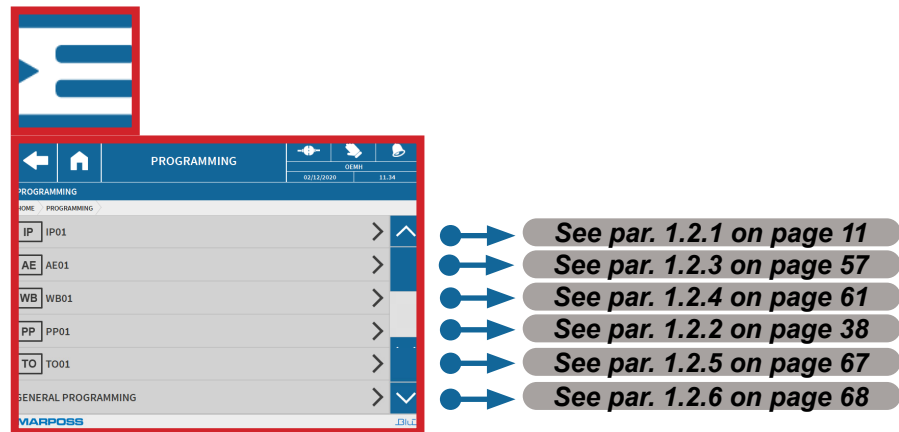 PROGRAMMING
OEMH
02/12/2020 11.34
PROGRAMMING
HOME PROGRAMMING
IP IP01
See par. 1.2.1 on page 11
AE AE01
See par. 1.2.3 on page 57
WB WB01
See par. 1.2.4 on page 61
PP PP01
See par. 1.2.2 on page 38
TO TO01
See par. 1.2.5 on page 67
GENERAL PROGRAMMING
See par. 1.2.6 on page 68
MARPOSS
BLÚ